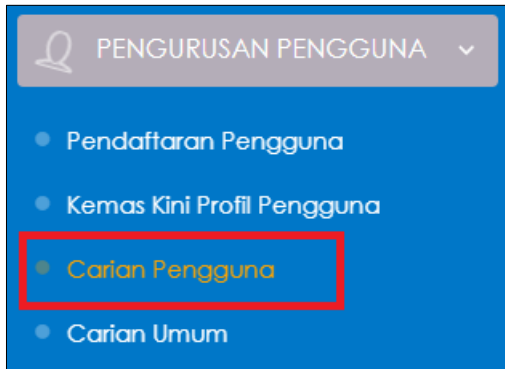 PENGURUSAN PENGGUNA
Pendaftaran Pengguna
Kemas Kini Profil Pengguna
Carian Pengguna
Carian Umum